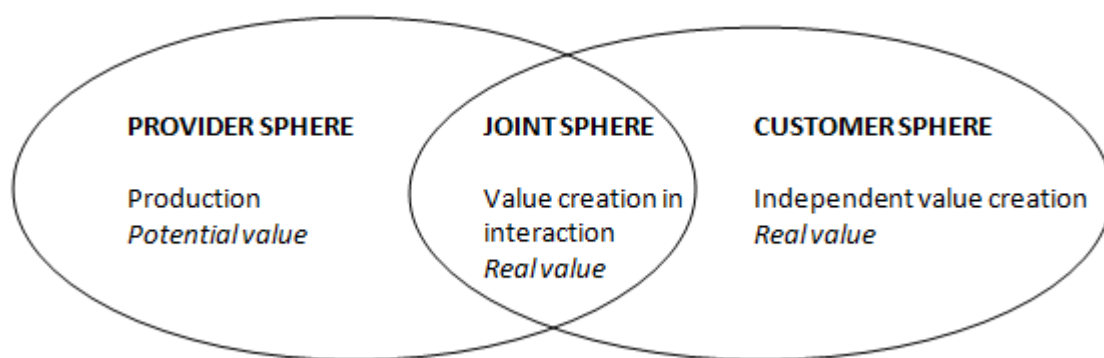 PROVIDER SPHERE
Production
Potential value
JOINT SPHERE
Value creation in
interaction
Real value
CUSTOMER SPHERE
Independent value creation
Real value